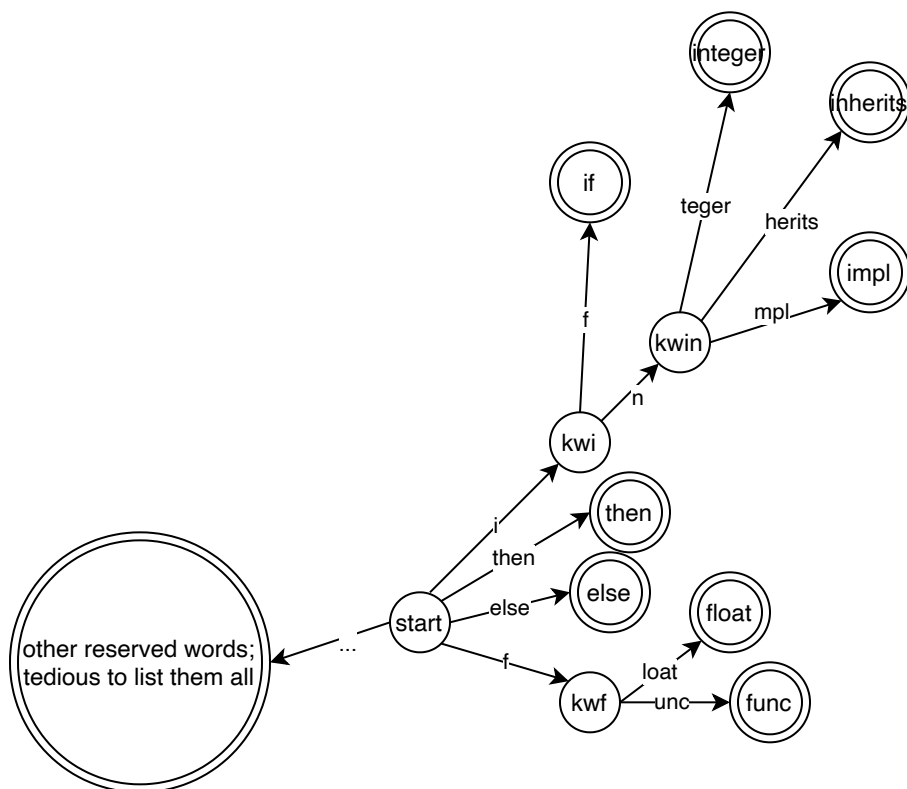 integer
inherits
if
teger
herits
impl
mpl
f
kwin
n
kwi
then
i
then
else
else
float
start
other reserved words;
tedious to list them all
...
f
loat
kwf
unc
func